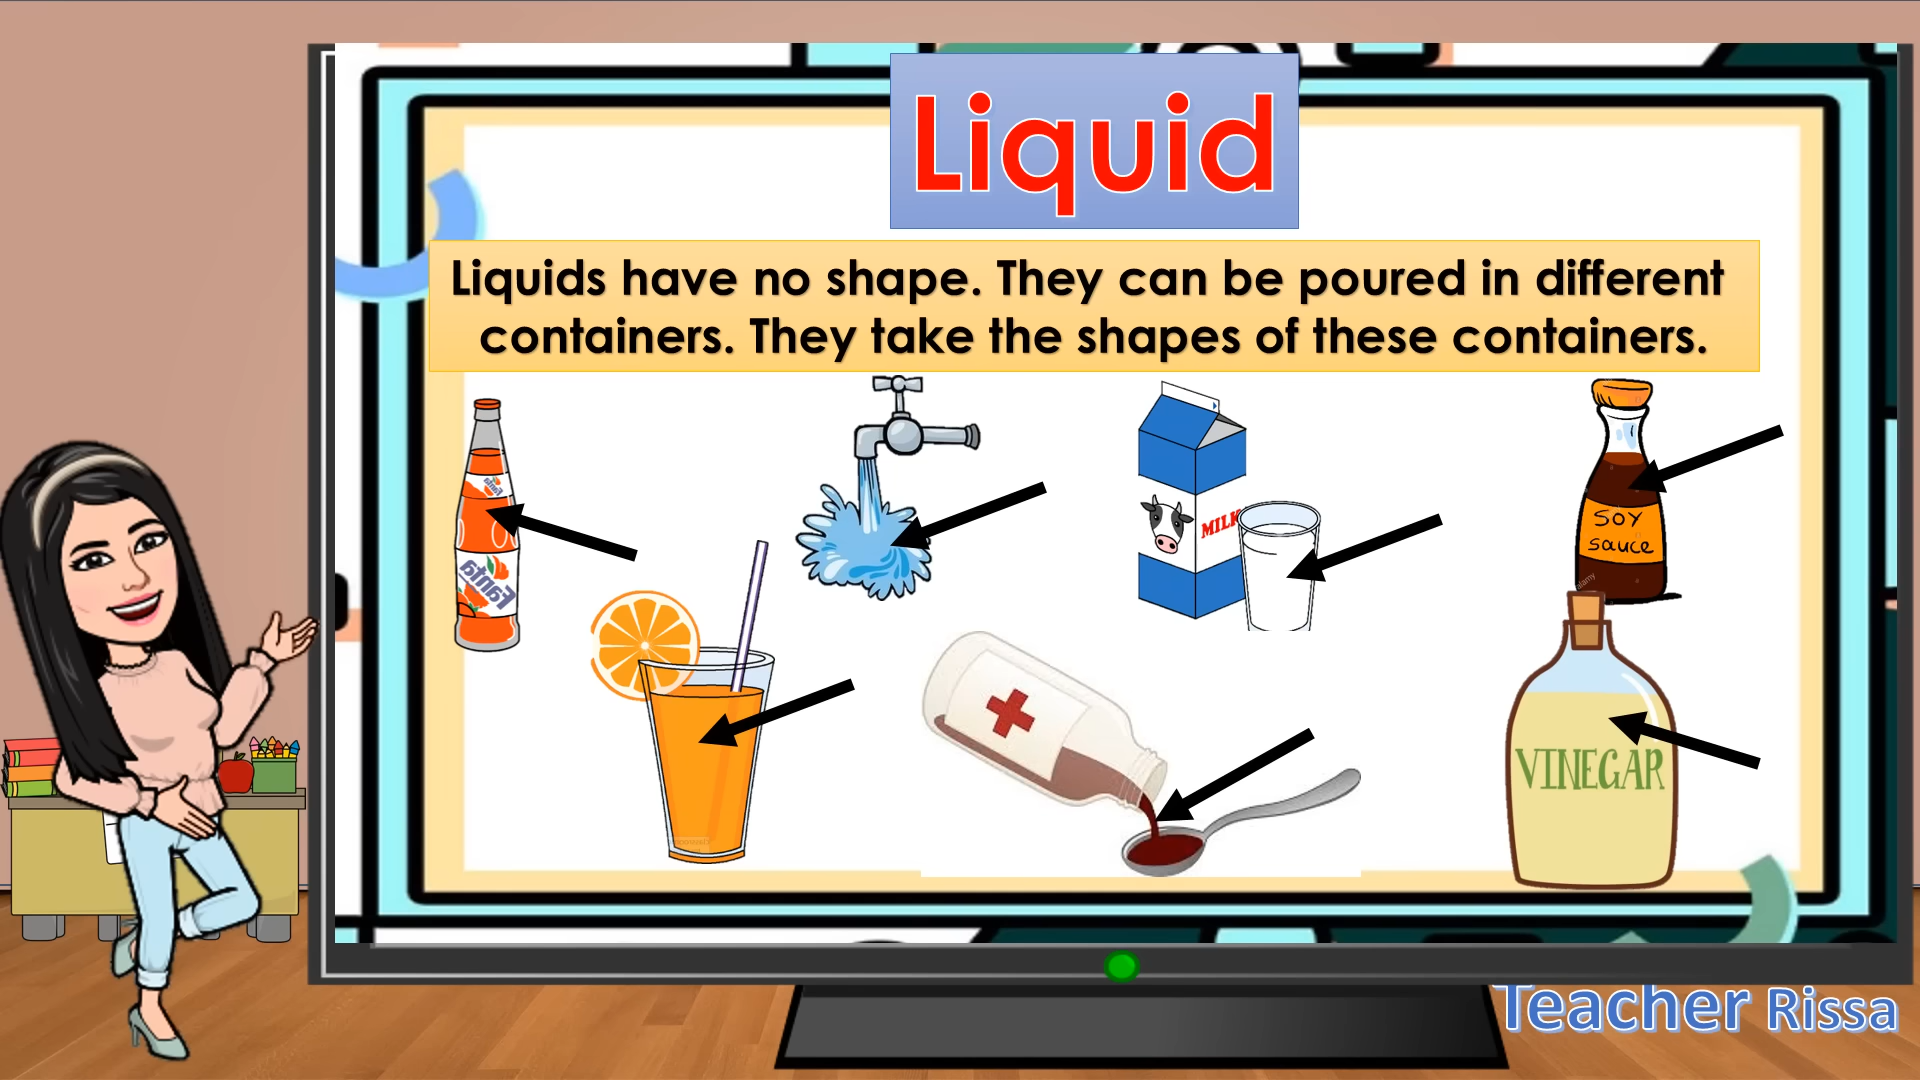 Liquid
Liquids have no shape. They can be poured in different
containers. They take the shapes of these containers.
Fanta
Fanta
MILK
SOY
sauce
alamy
VINEGAR
Teacher Rissa